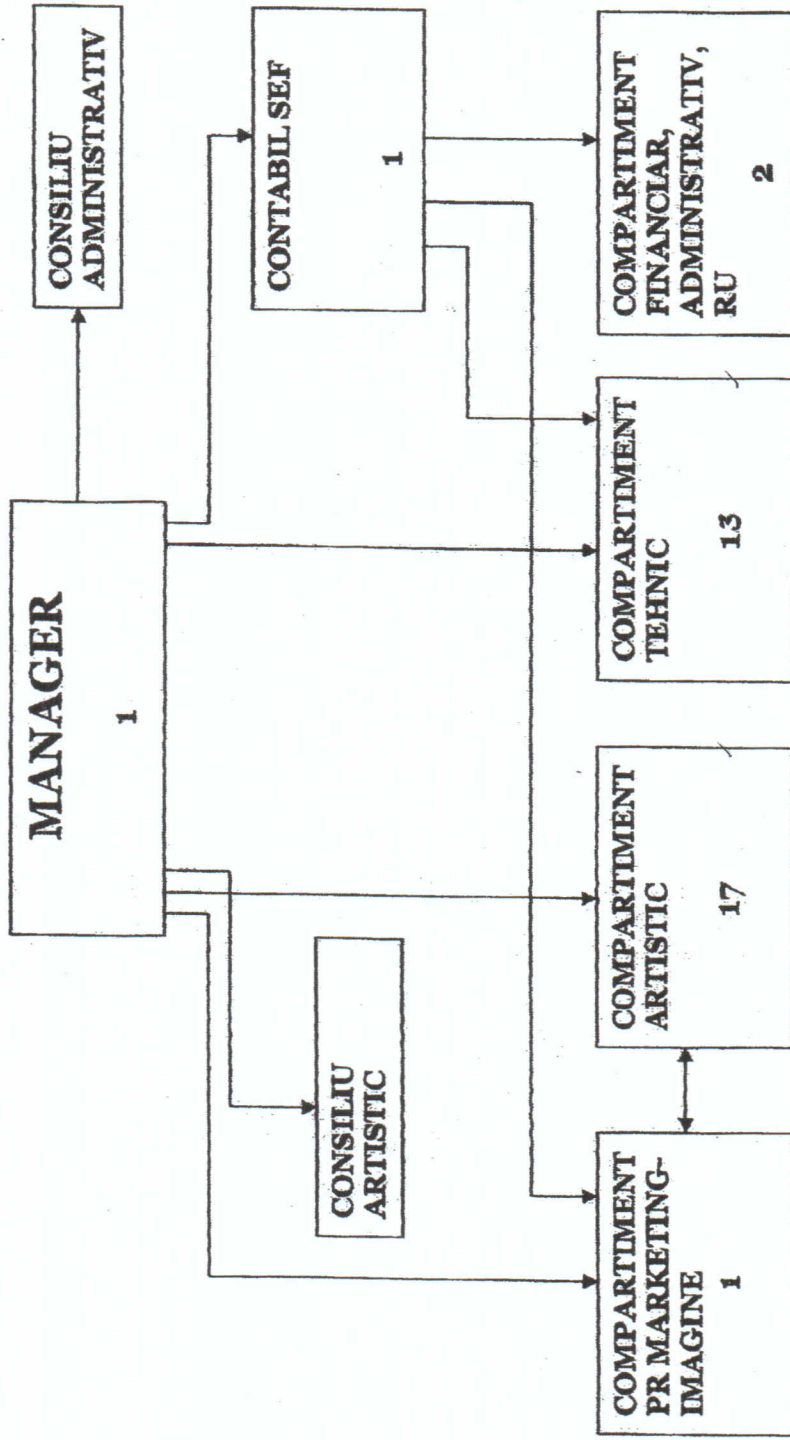 MANAGER
1
CONSILIU
ADMINISTRATIV
CONSILIU
ARTISTIC
CONTABIL SEF
1
COMPARTIMENT
PR MARKETING-
IMAGINE
1
COMPARTIMENT
ARTISTIC
17
COMPARTIMENT
TEHNIC
13
COMPARTIMENT
FINANCIAR,
ADMINISTRATIV,
RU
2